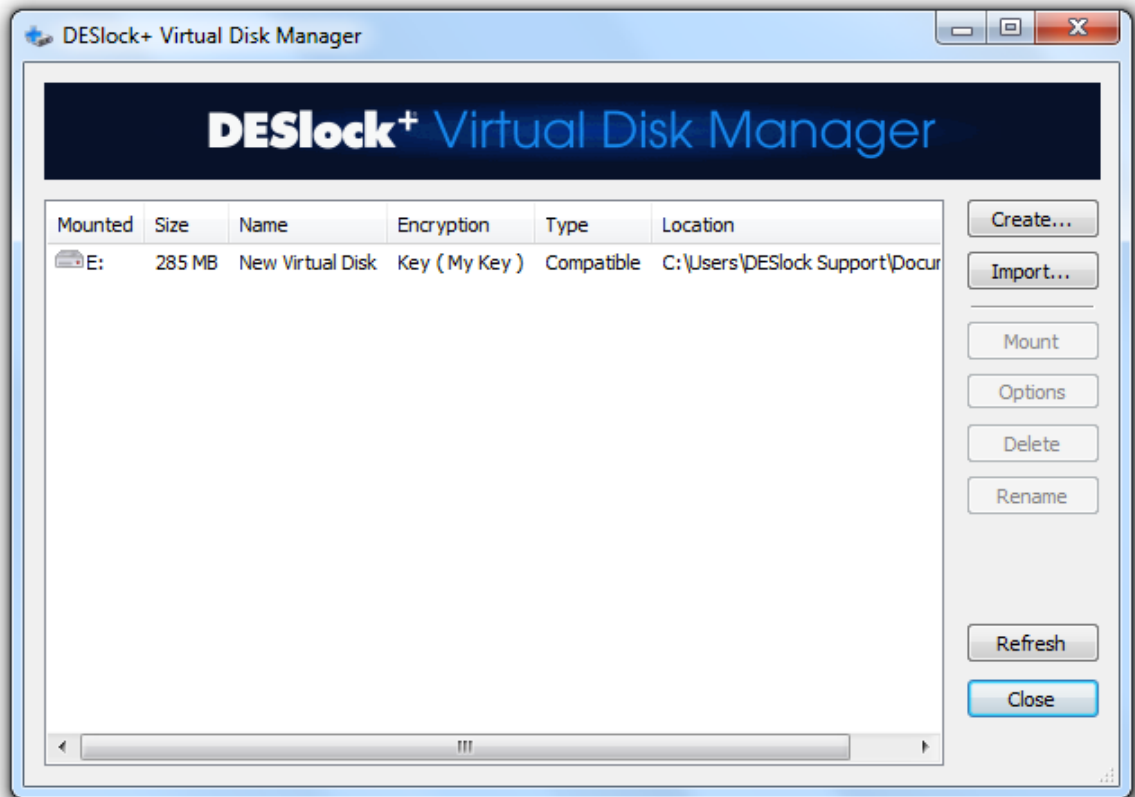 DESlock+ Virtual Disk Manager
DESlock+ Virtual Disk Manager
Mounted Size Name Encryption Type Location
E: 285 MB New Virtual Disk Key ( My Key ) Compatible C:\Users\DESlock Support\Docu
Create...
Import...
Mount
Options
Delete
Rename
Refresh
Close